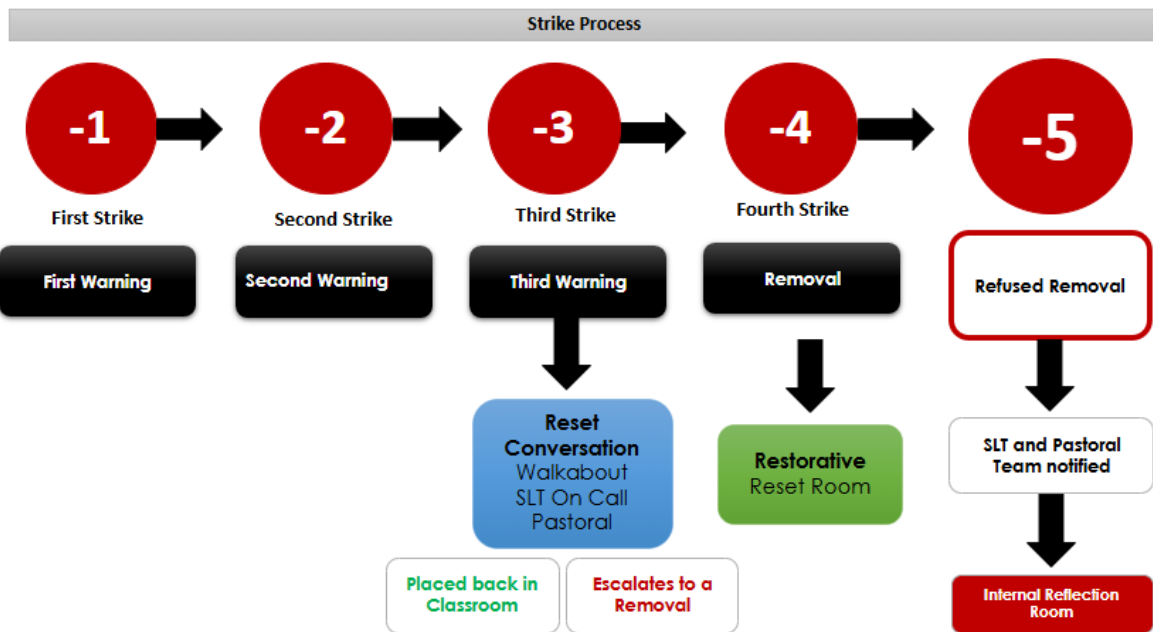 Strike Process
-1
-2
-3
-4
-5
First Strike
Second Strike
Third Strike
Fourth Strike
First Warning
Second Warning
Third Warning
Removal
Refused Removal
Reset
Conversation
Walkabout
SLT On Call
Pastoral
Restorative
Reset Room
SLT and Pastoral
Team notified
Placed back in
Classroom
Escalates to a
Removal
Internal Reflection
Room